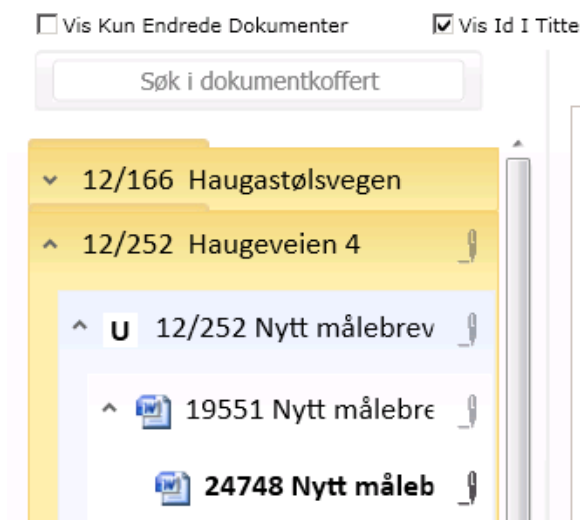 Vis Kun Endrede Dokumenter
Vis Id I Titte
Søk i dokumentkoffert
12/166 Haugastølsvegen
12/252 Haugeveien 4
U 12/252 Nytt målebrev
19551 Nytt målebre
24748 Nytt måleb